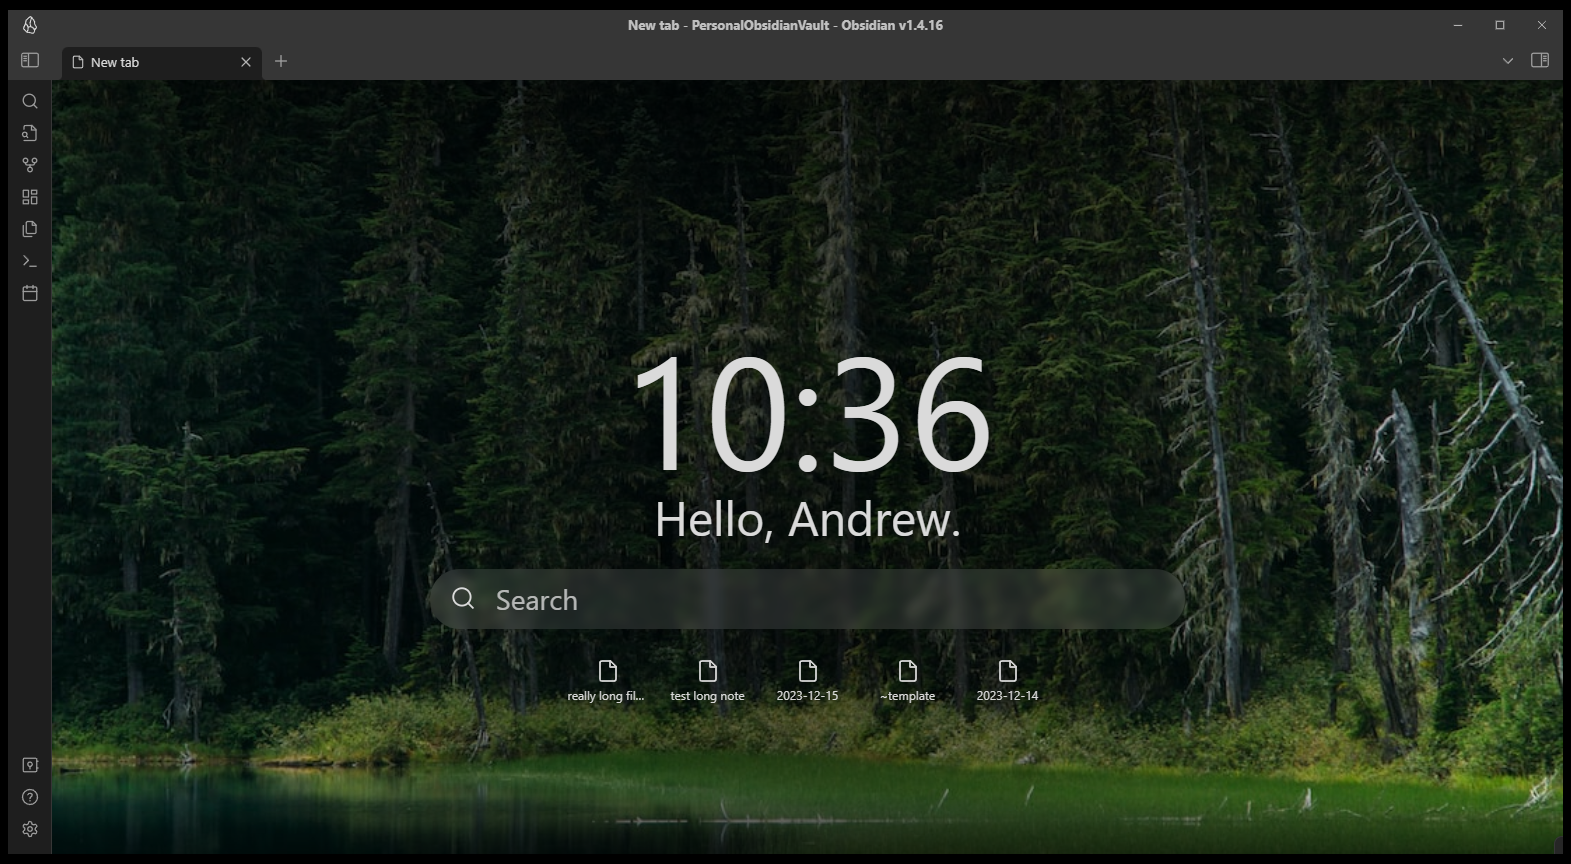 New tab - PersonalObsidianVault - Obsidian v1.4.16
New tab
10:36
Hello, Andrew.
Search
really long fil... test long note 2023-12-15 ~template 2023-12-14